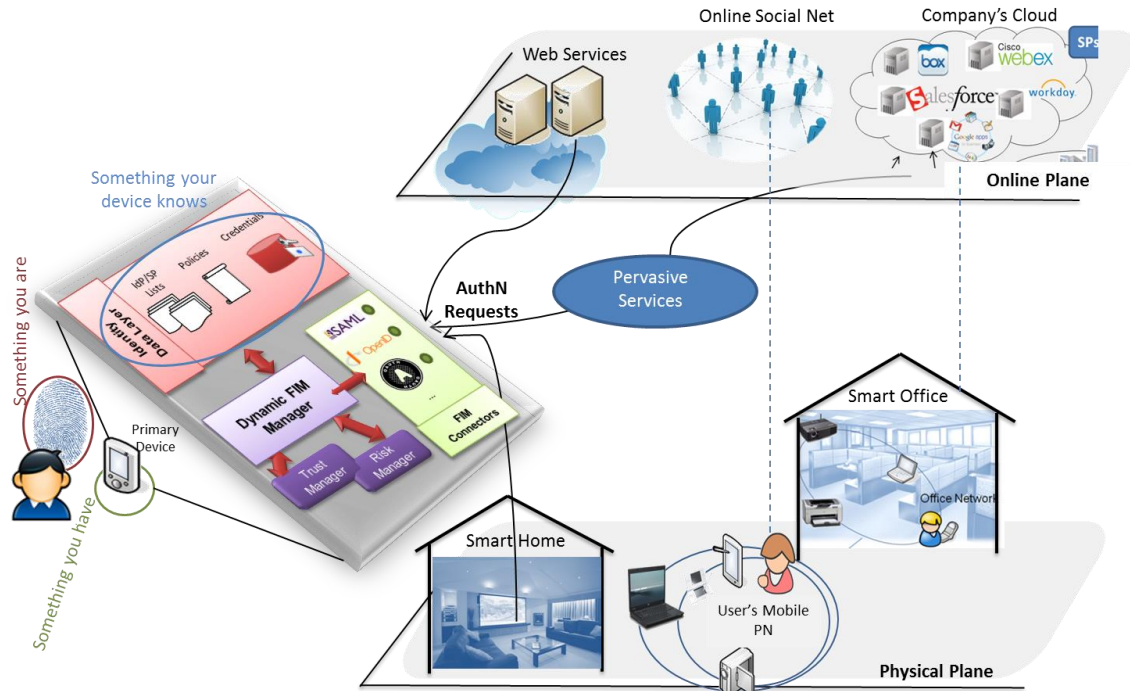 Online Social Net
Company's Cloud
SPs
Web Services
box
Cisco
webex
salesforce
workday.
Google apps
Online Plane
Something your
device knows
Credentials
Policies
IdP/SP
Lists
Identity
Data Layer
Something you are
AuthN
Requests
Pervasive
Services
SAML
OpenID
...
Dynamic FIM
Manager
FIM
Connectors
Trust
Manager
Risk
Manager
Primary
Device
Something you have
Smart Office
Office Network
Smart Home
User's Mobile
PN
Physical Plane